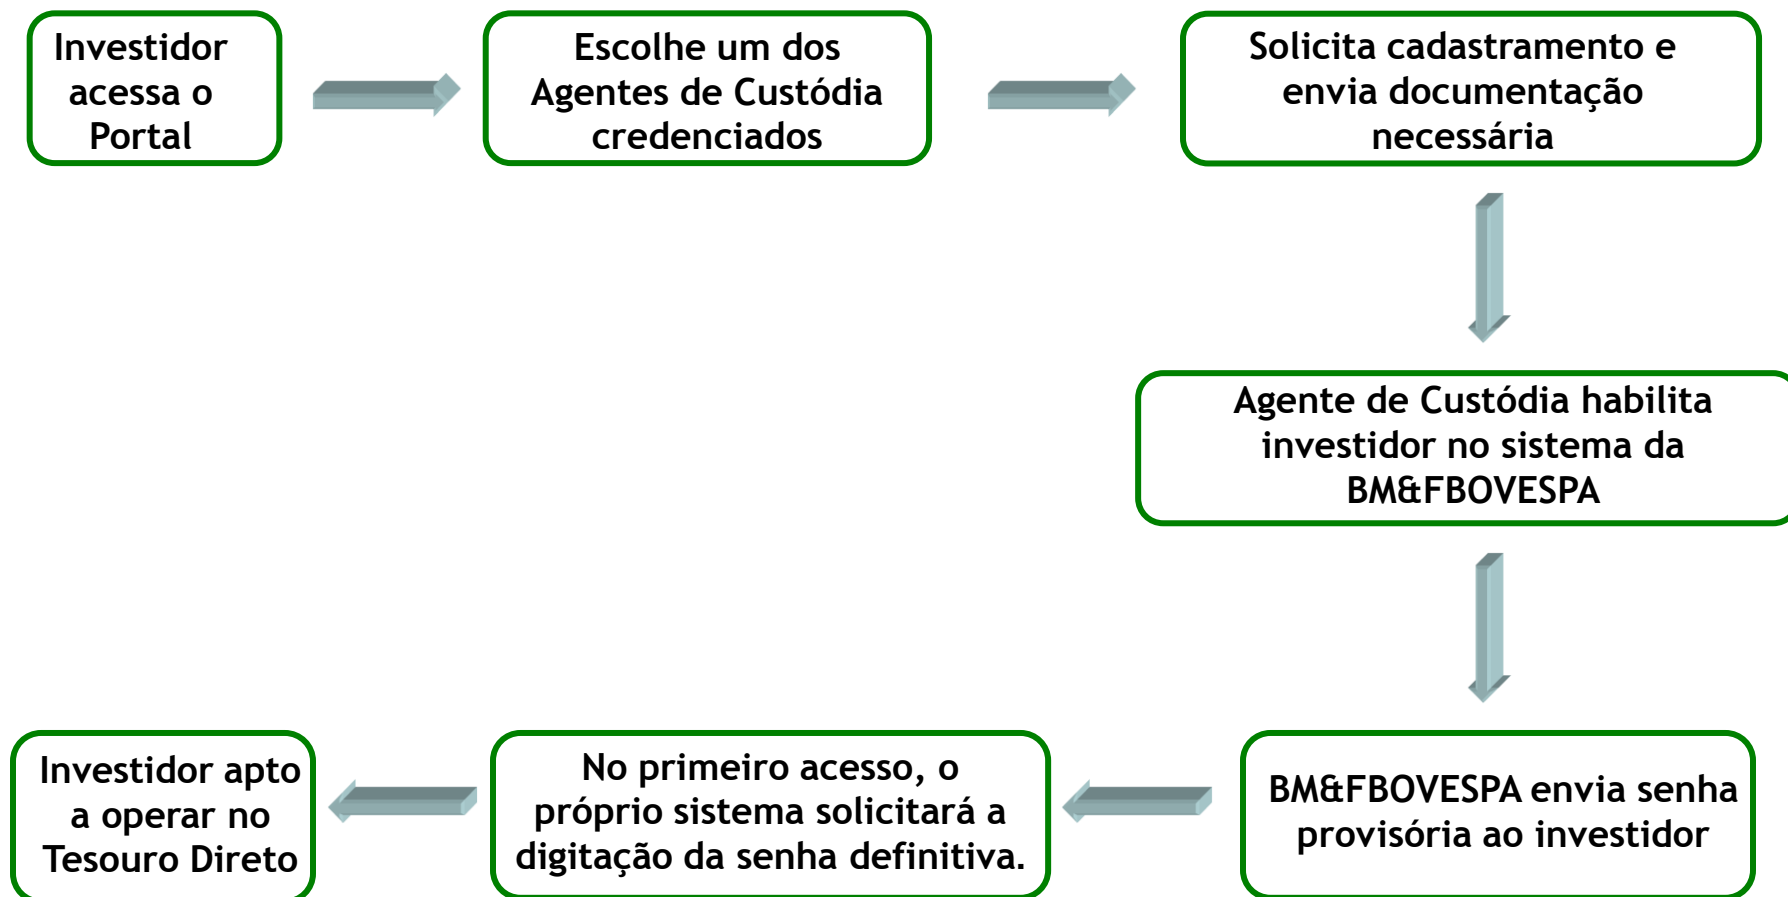 Investidor
acessa o
Portal
Escolhe um dos
Agentes de Custódia
credenciados
Solicita cadastramento e
envia documentação
necessária
Agente de Custódia habilita
investidor no sistema da
BM&FBOVESPA
BM&FBOVESPA envia senha
provisória ao investidor
No primeiro acesso, o
próprio sistema solicitará a
digitação da senha definitiva.
Investidor apto
a operar no
Tesouro Direto